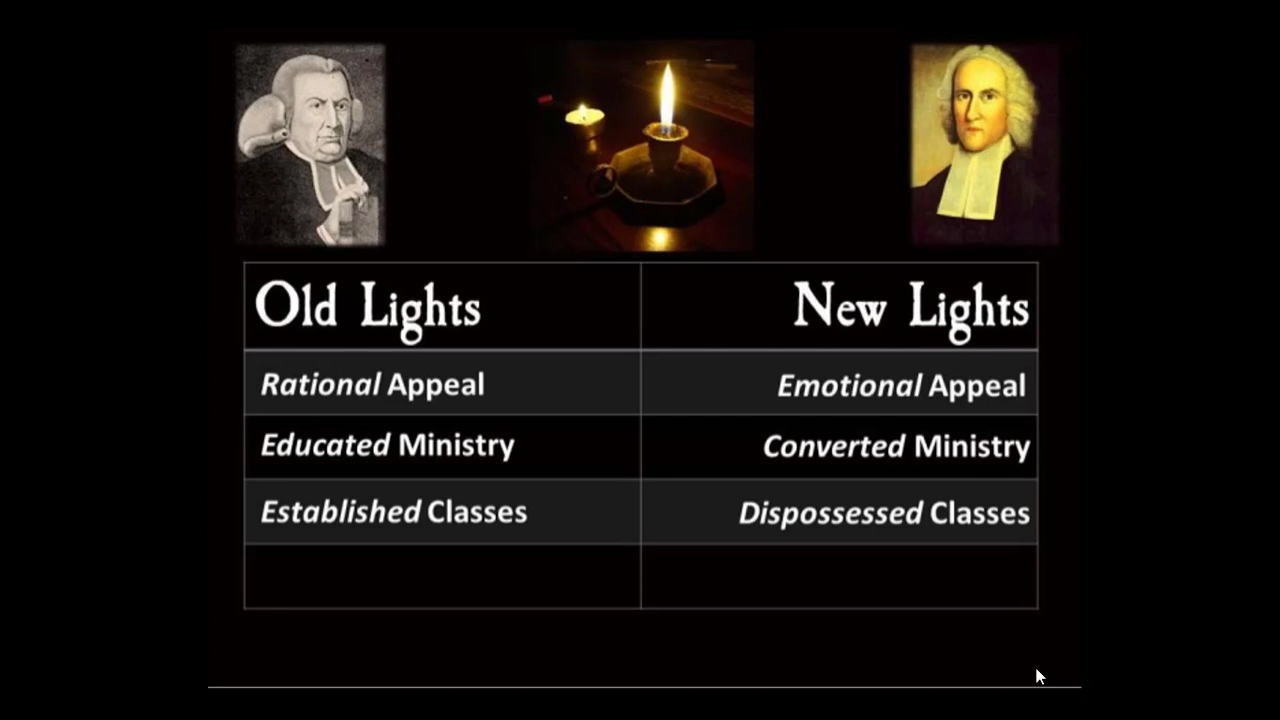 Old Lights
New Lights
Rational Appeal
Emotional Appeal
Educated Ministry
Converted Ministry
Established Classes
Dispossessed Classes